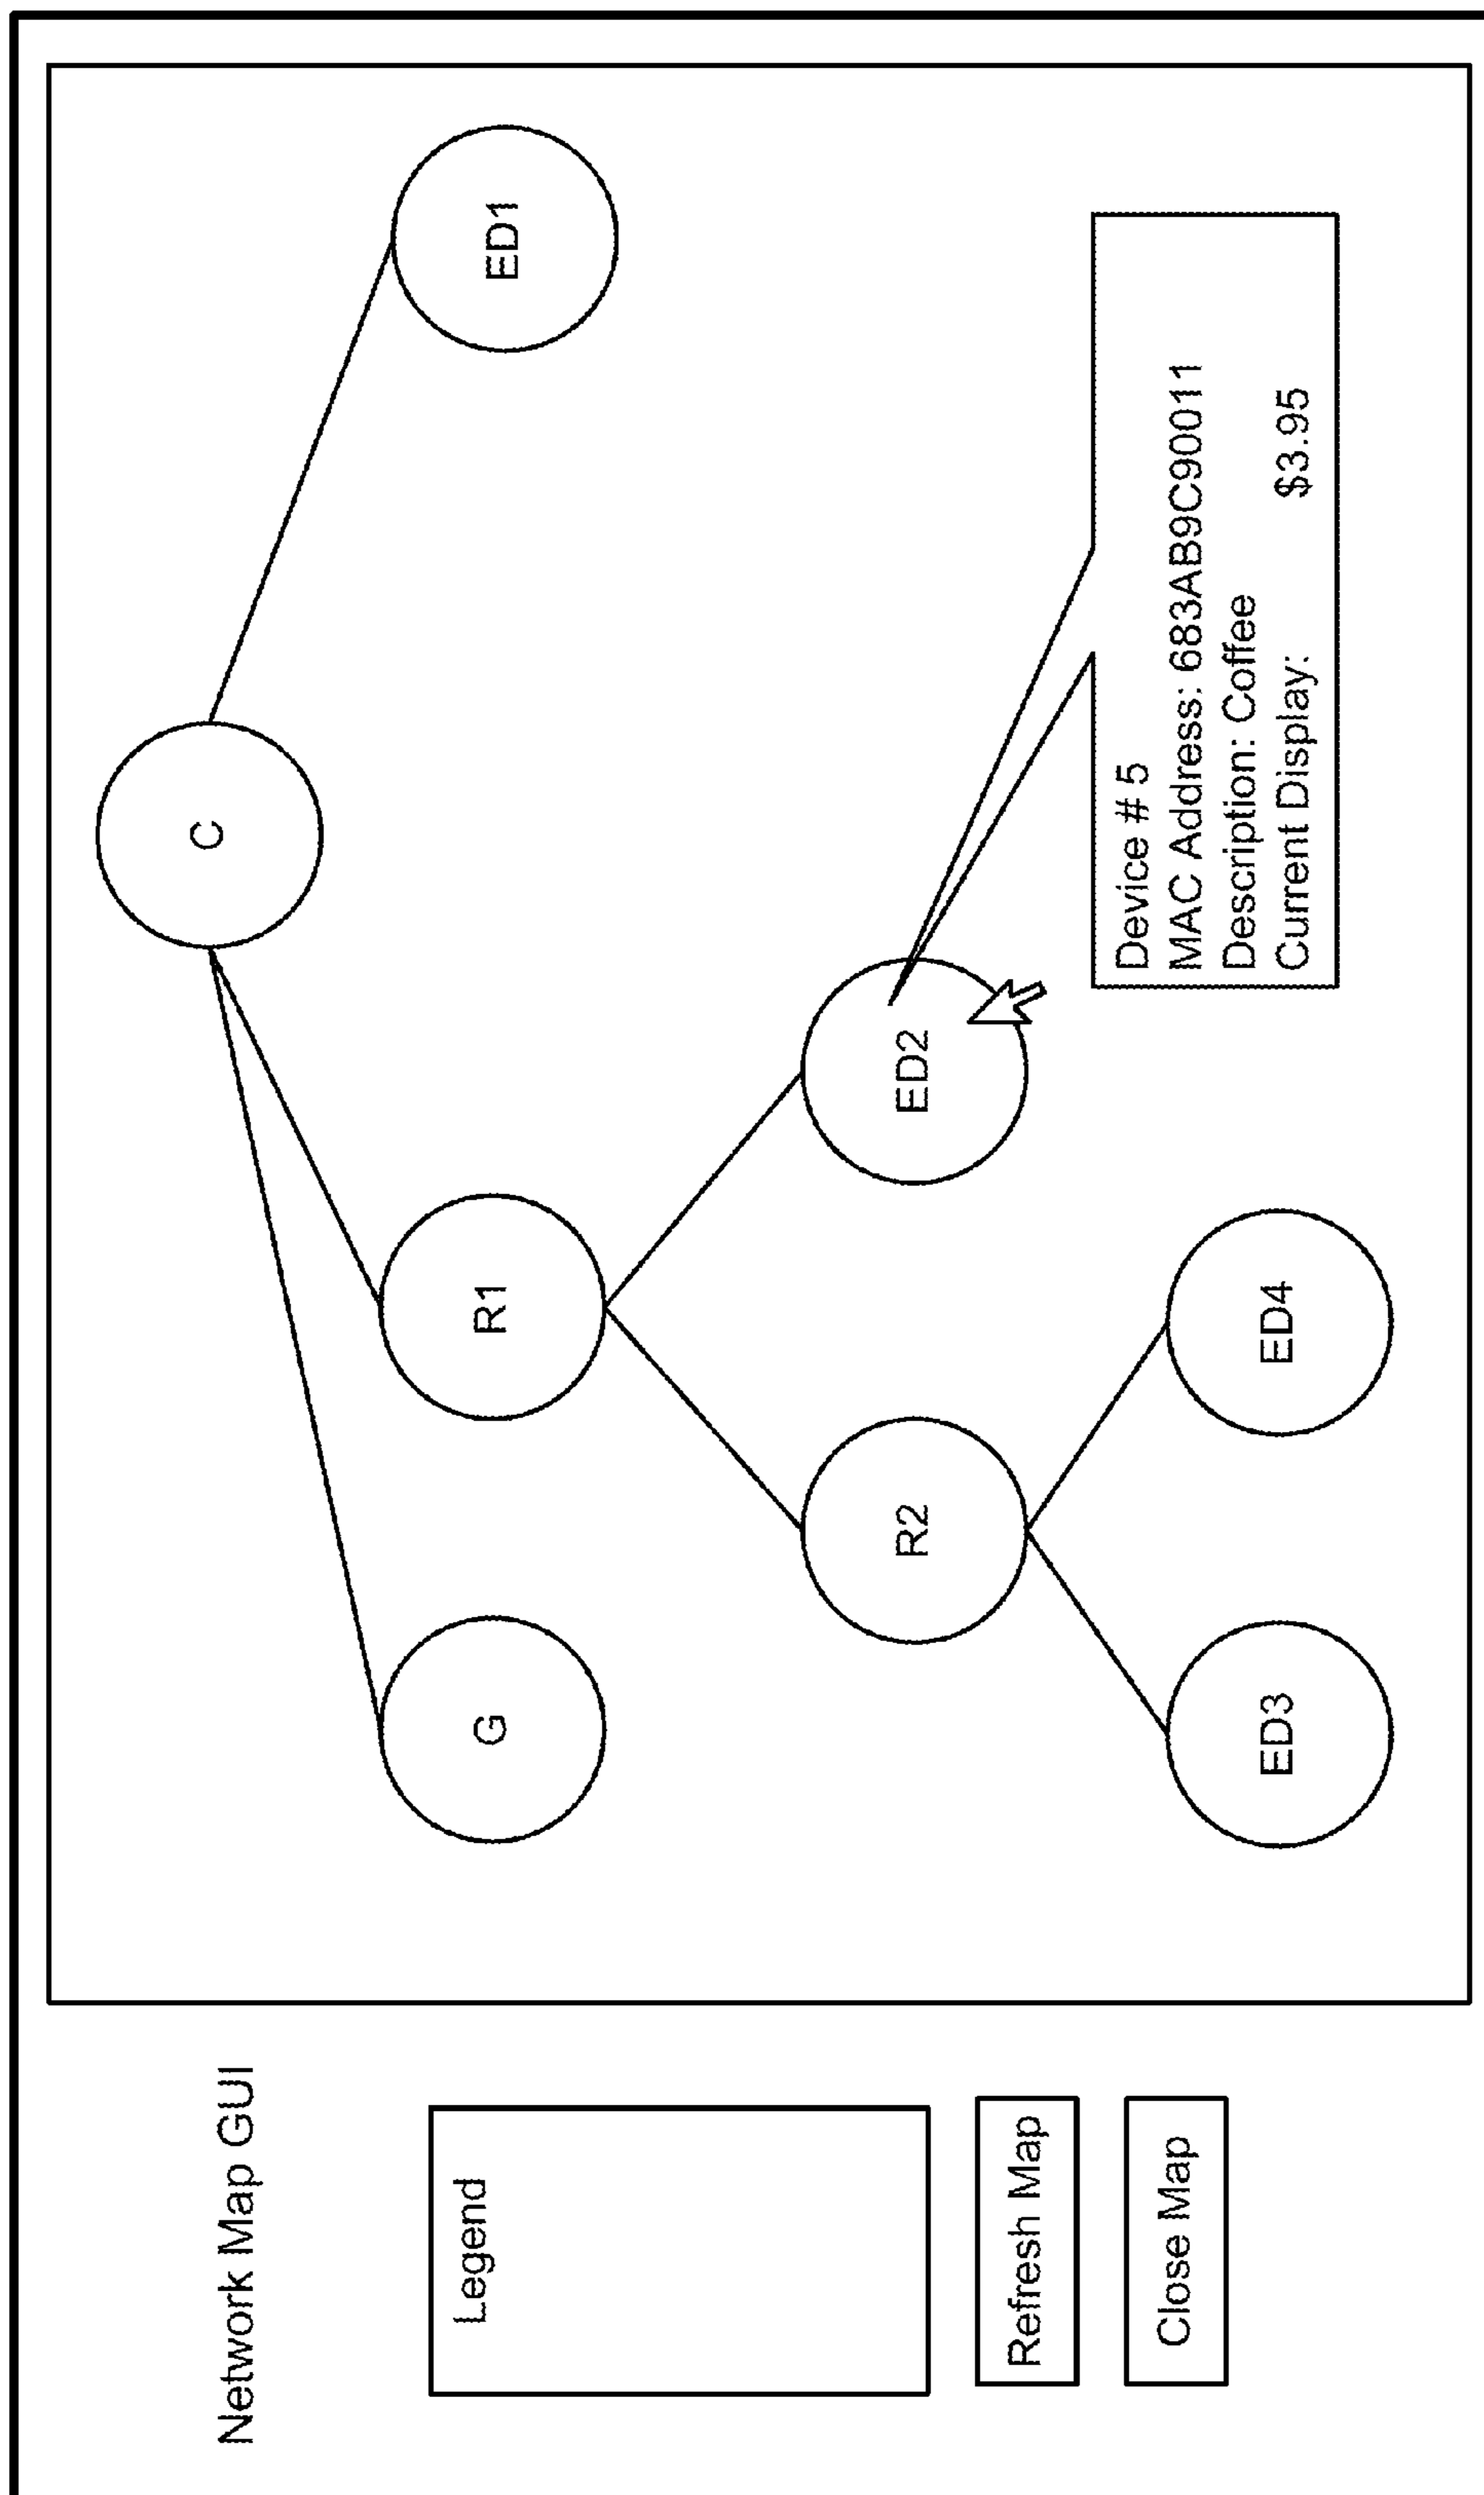 Network Map GUI
Legend
Refresh Map
Close Map
C
G
R1
ED1
R2
ED2
ED3
ED4
Device # 5
MAC Address: 683AB9C90011
Description: Coffee
Current Display: $3.95